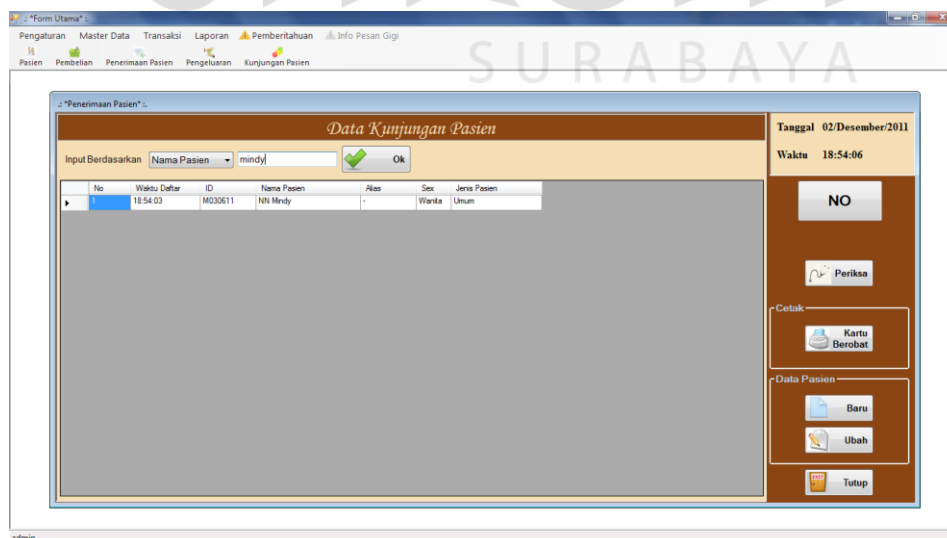 .: *Form Utama* :.
Pengaturan Master Data Transaksi Laporan Pemberitahuan Info Pesan Gigi
Pasien Pembelian Penerimaan Pasien Pengeluaran Kunjungan Pasien
SURABAYA
.: *Penerimaan Pasien* :.
Data Kunjungan Pasien
Tanggal 02/Desember/2011
Input Berdasarkan Nama Pasien mindy Ok
Waktu 18:54:06
No Waktu Daftar ID Nama Pasien Alias Sex Jenis Pasien
1 18:54:03 M030611 NN Mindy - Wanita Umum
NO
Periksa
Cetak
Kartu
Berobat
Data Pasien
Baru
Ubah
EXIT
Tutup
admin